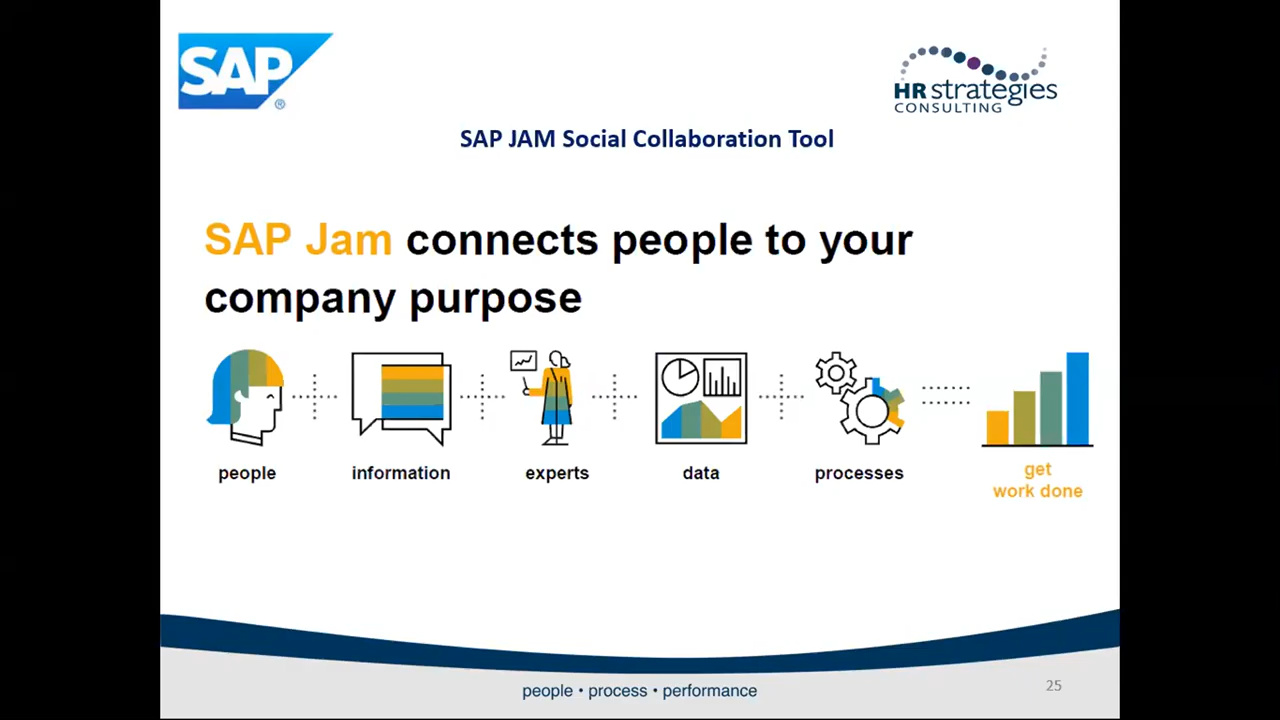 SAP
®
HR strategies
CONSULTING
SAP JAM Social Collaboration Tool
SAP Jam connects people to your
company purpose
people
information
experts
data
processes
get
work done
people • process • performance
25